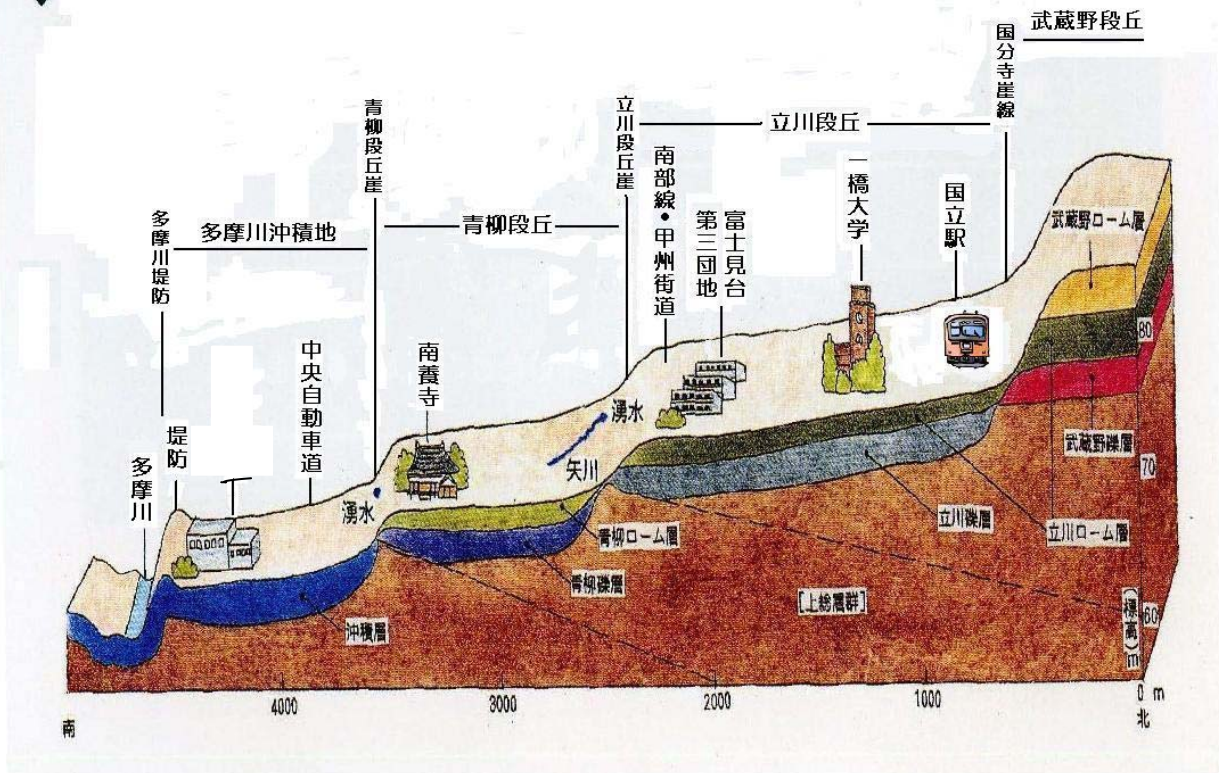 武蔵野段丘
国分寺崖線
立川段丘
立川段丘崖
青柳段丘崖
南部線・甲州街道
富士見台
第三団地
一橋大学
国立駅
多摩川堤防
多摩川沖積地
青柳段丘
武蔵野ローム層
中央自動車道
南養寺
80
湧水
堤防
多摩川
矢川
武蔵野礫層
70
湧水
立川礫層
立川ローム層
青柳ローム層
青柳礫層
[上総層群]
60
(標高)m
沖積層
4000
3000
2000
1000
0 m
南
北